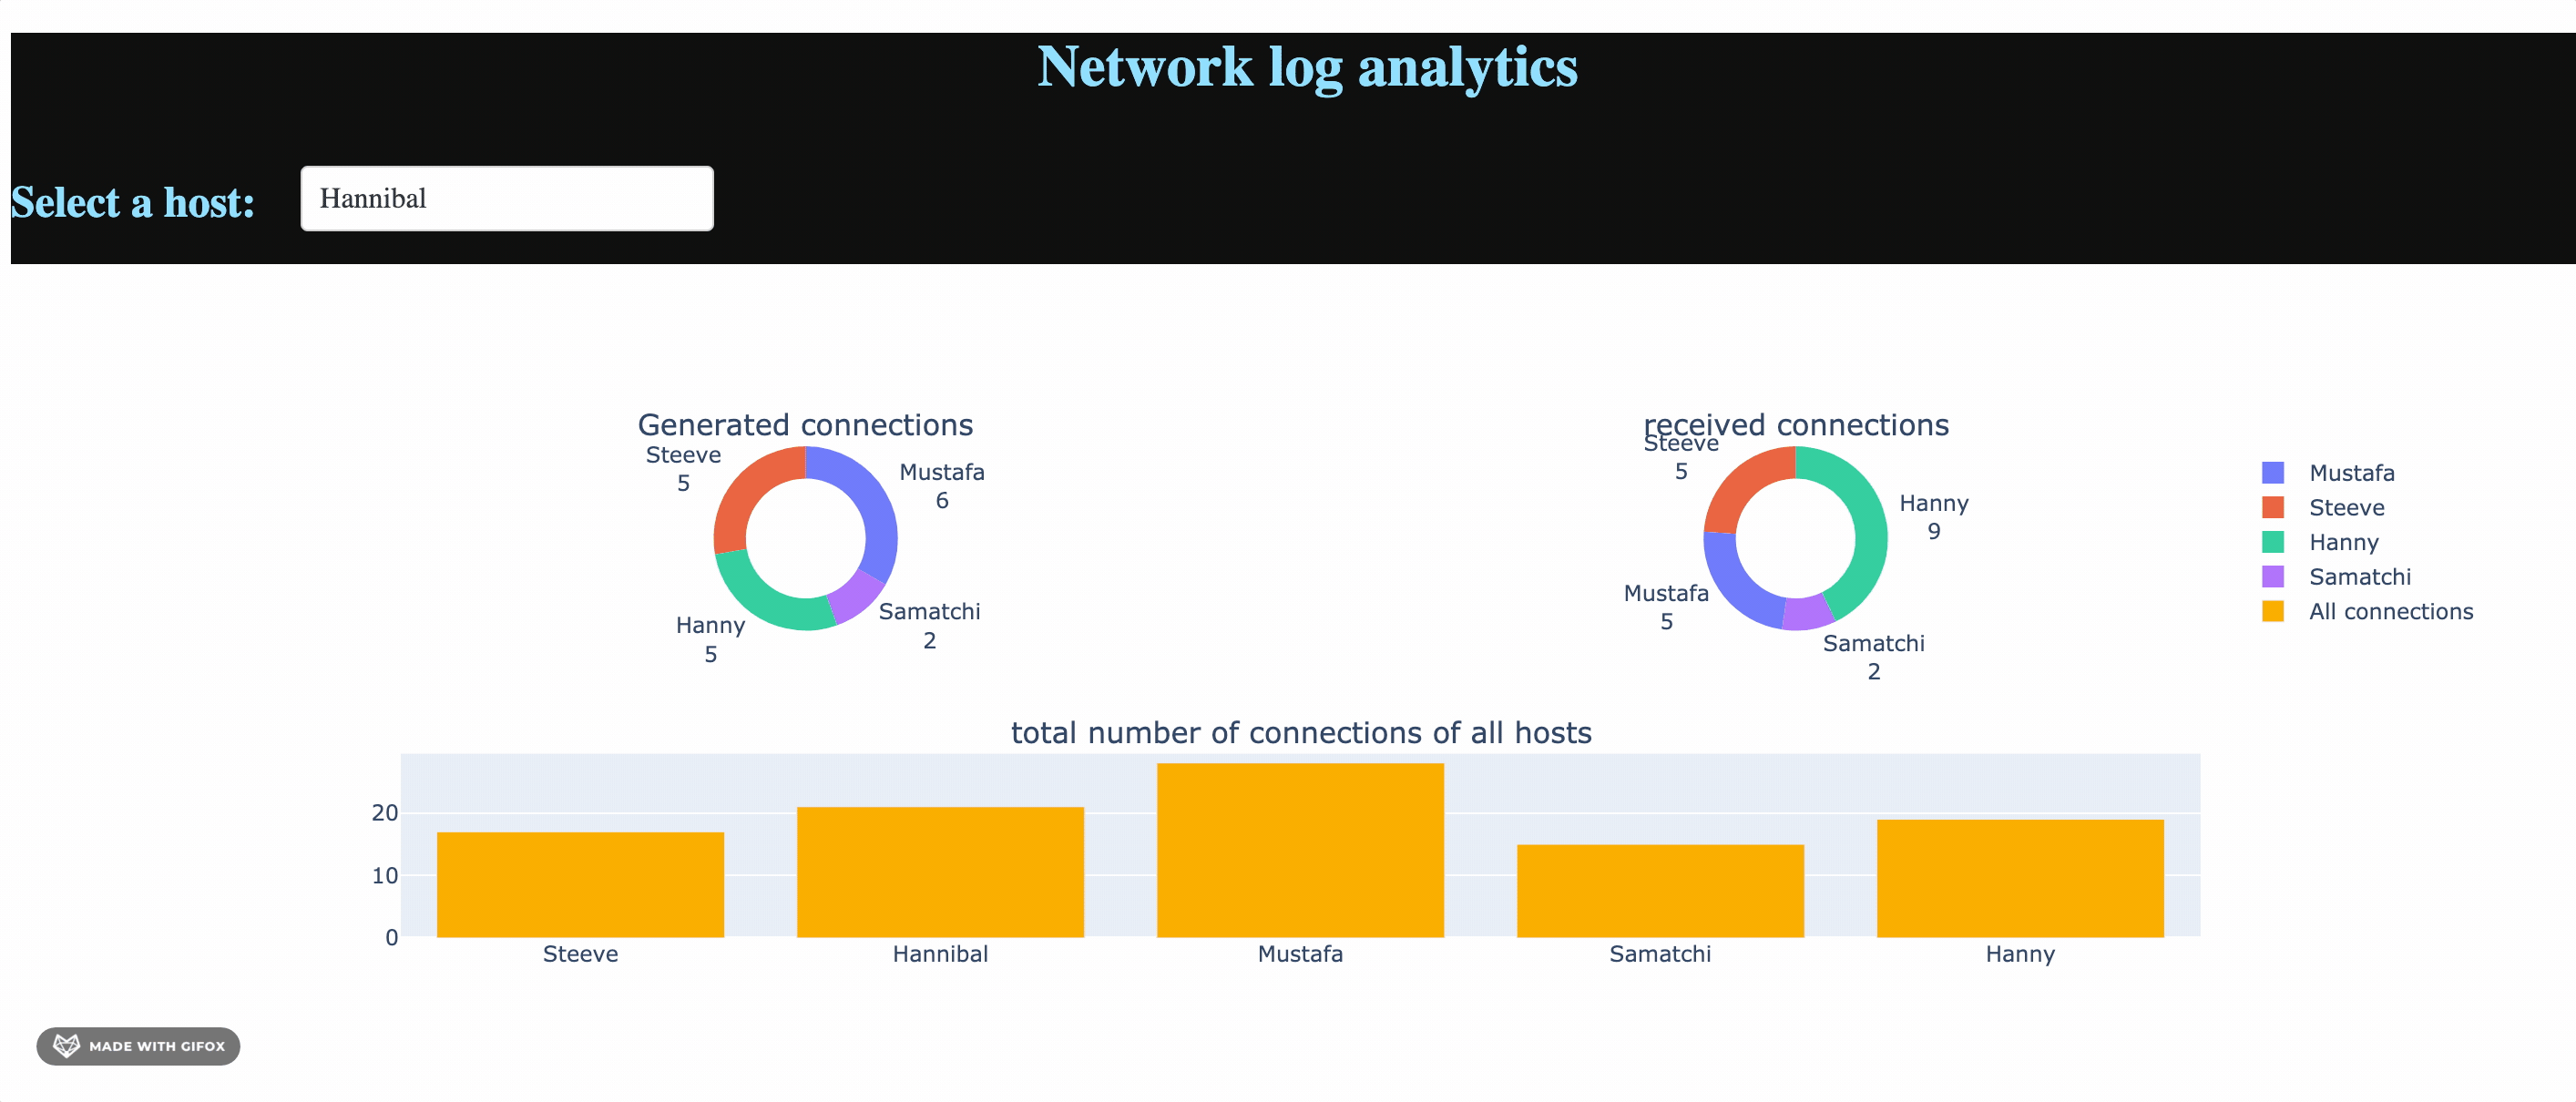 Network log analytics
Select a host:
Hannibal
Generated connections
Steeve
5
Mustafa
6
Hanny
5
Samatchi
2
received connections
Steeve
5
Hanny
9
Mustafa
5
Samatchi
2
Mustafa
Steeve
Hanny
Samatchi
All connections
total number of connections of all hosts
20
10
0
Steeve
Hannibal
Mustafa
Samatchi
Hanny
MADE WITH GIFOX